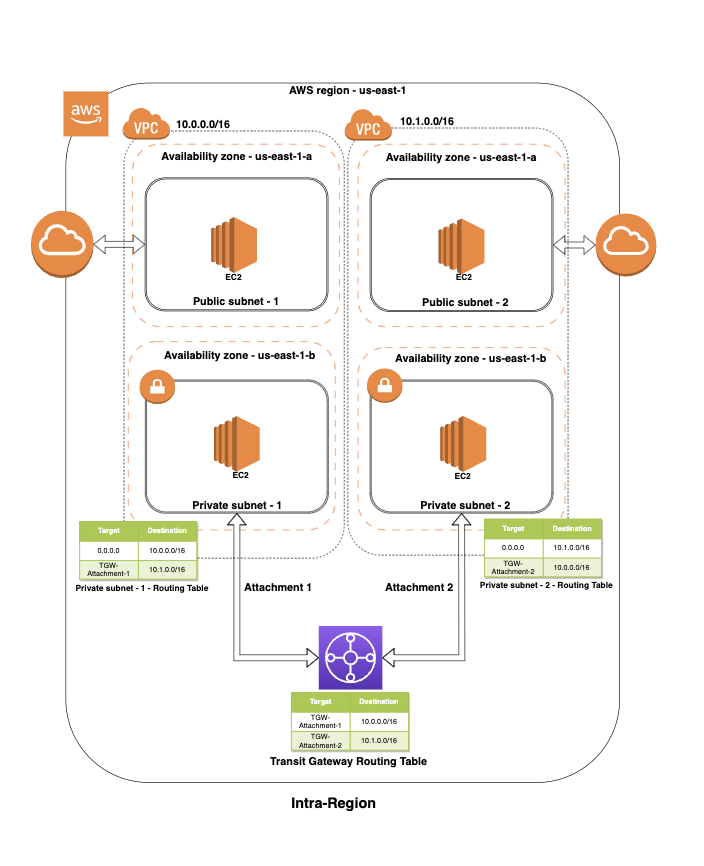 AWS region - us-east-1
aws
VPC
10.0.0.0/16
VPC
10.1.0.0/16
Availability zone - us-east-1-a
Availability zone - us-east-1-a
EC2
EC2
Public subnet - 1
Public subnet - 2
Availability zone - us-east-1-b
Availability zone - us-east-1-b
EC2
EC2
Private subnet - 1
Private subnet - 2
Target Destination
0.0.0.0 10.0.0.0/16
TGW-
Attachment-1 10.1.0.0/16
Private subnet - 1 - Routing Table
Target Destination
0.0.0.0 10.1.0.0/16
TGW-
Attachment-2 10.0.0.0/16
Private subnet - 2 - Routing Table
Attachment 1
Attachment 2
Target Destination
TGW-
Attachment-1 10.0.0.0/16
TGW-
Attachment-2 10.1.0.0/16
Transit Gateway Routing Table
Intra-Region